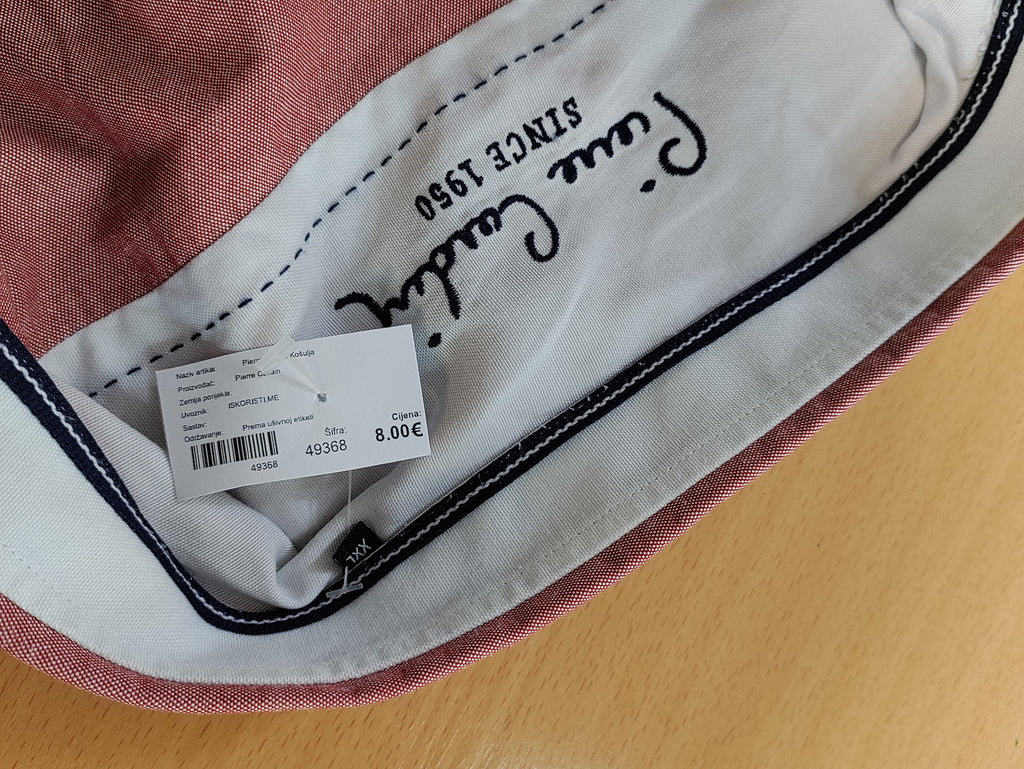 Pierre Cardin
SINCE 1950
Naziv artikla: Košulja
Proizvođač: Pierre
Zemlja porijekla:
Uvoznik: ISKORISTI.ME
Sastav:
Održavanje: Prema ušivnoj etiketi
49368
Šifra:
49368
Cijena:
8.00€
XXL